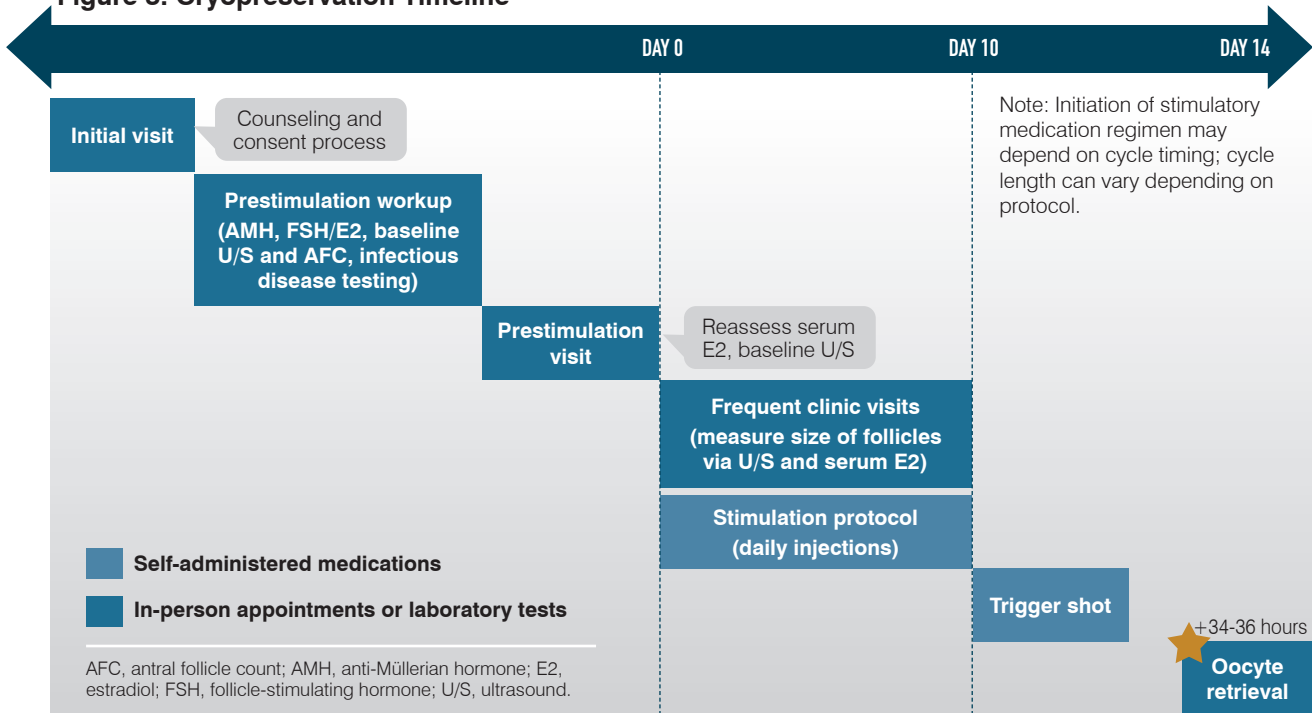 Figure 3. Cryopreservation Timeline
DAY 0
DAY 10
DAY 14
Initial visit
Counseling and
consent process
Note: Initiation of stimulatory
medication regimen may
depend on cycle timing; cycle
length can vary depending on
protocol.
Prestimulation workup
(AMH, FSH/E2, baseline
U/S and AFC, infectious
disease testing)
Prestimulation
visit
Reassess serum
E2, baseline U/S
Frequent clinic visits
(measure size of follicles
via U/S and serum E2)
Stimulation protocol
(daily injections)
Trigger shot
+34-36 hours
Oocyte
retrieval
Self-administered medications
In-person appointments or laboratory tests
AFC, antral follicle count; AMH, anti-Müllerian hormone; E2,
estradiol; FSH, follicle-stimulating hormone; U/S, ultrasound.